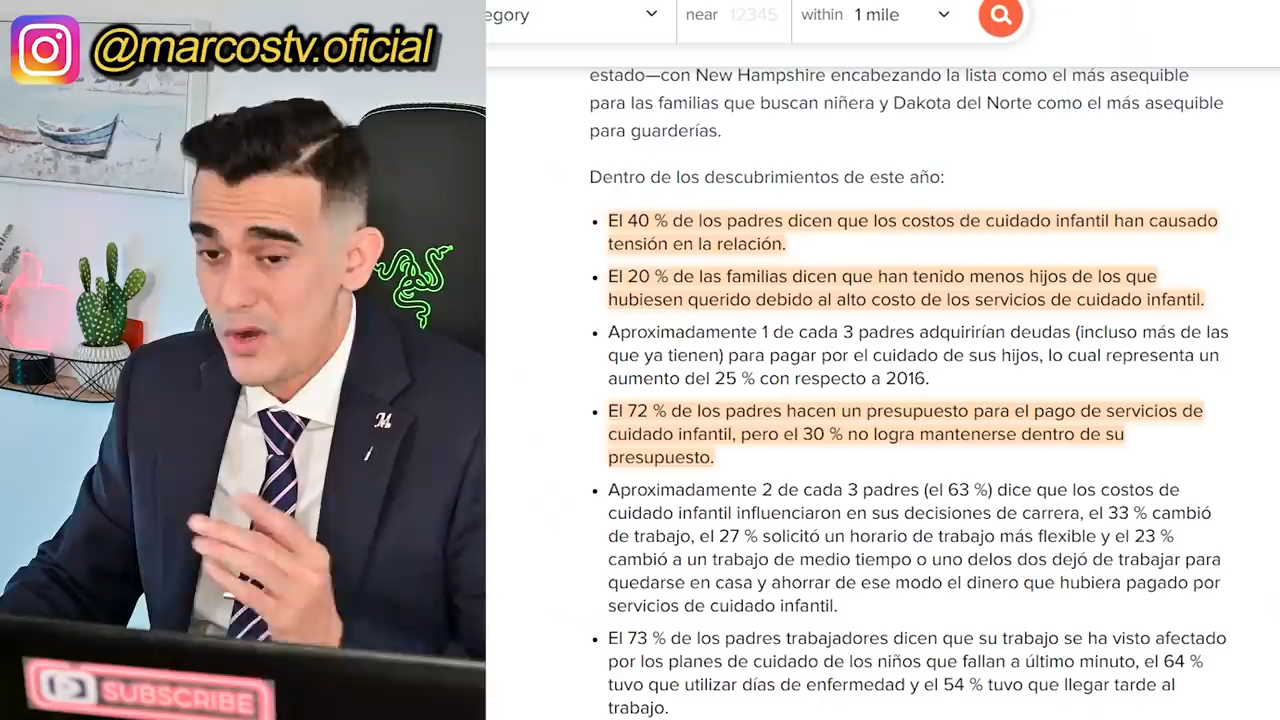 @marcostv.oficial
egory
near 12345
within 1 mile
estado—con New Hampshire encabezando la lista como el más asequible
para las familias que buscan niñera y Dakota del Norte como el más asequible
para guarderías.
Dentro de los descubrimientos de este año:
• El 40 % de los padres dicen que los costos de cuidado infantil han causado
tensión en la relación.
• El 20 % de las familias dicen que han tenido menos hijos de los que
hubiesen querido debido al alto costo de los servicios de cuidado infantil.
• Aproximadamente 1 de cada 3 padres adquirirían deudas (incluso más de las
que ya tienen) para pagar por el cuidado de sus hijos, lo cual representa un
aumento del 25 % con respecto a 2016.
• El 72 % de los padres hacen un presupuesto para el pago de servicios de
cuidado infantil, pero el 30 % no logra mantenerse dentro de su
presupuesto.
• Aproximadamente 2 de cada 3 padres (el 63 %) dice que los costos de
cuidado infantil influenciaron en sus decisiones de carrera, el 33 % cambió
de trabajo, el 27 % solicitó un horario de trabajo más flexible y el 23 %
cambió a un trabajo de medio tiempo o uno delos dos dejó de trabajar para
quedarse en casa y ahorrar de ese modo el dinero que hubiera pagado por
servicios de cuidado infantil.
• El 73 % de los padres trabajadores dicen que su trabajo se ha visto afectado
por los planes de cuidado de los niños que fallan a último minuto, el 64 %
tuvo que utilizar días de enfermedad y el 54 % tuvo que llegar tarde al
trabajo.
M
SUBSCRIBE